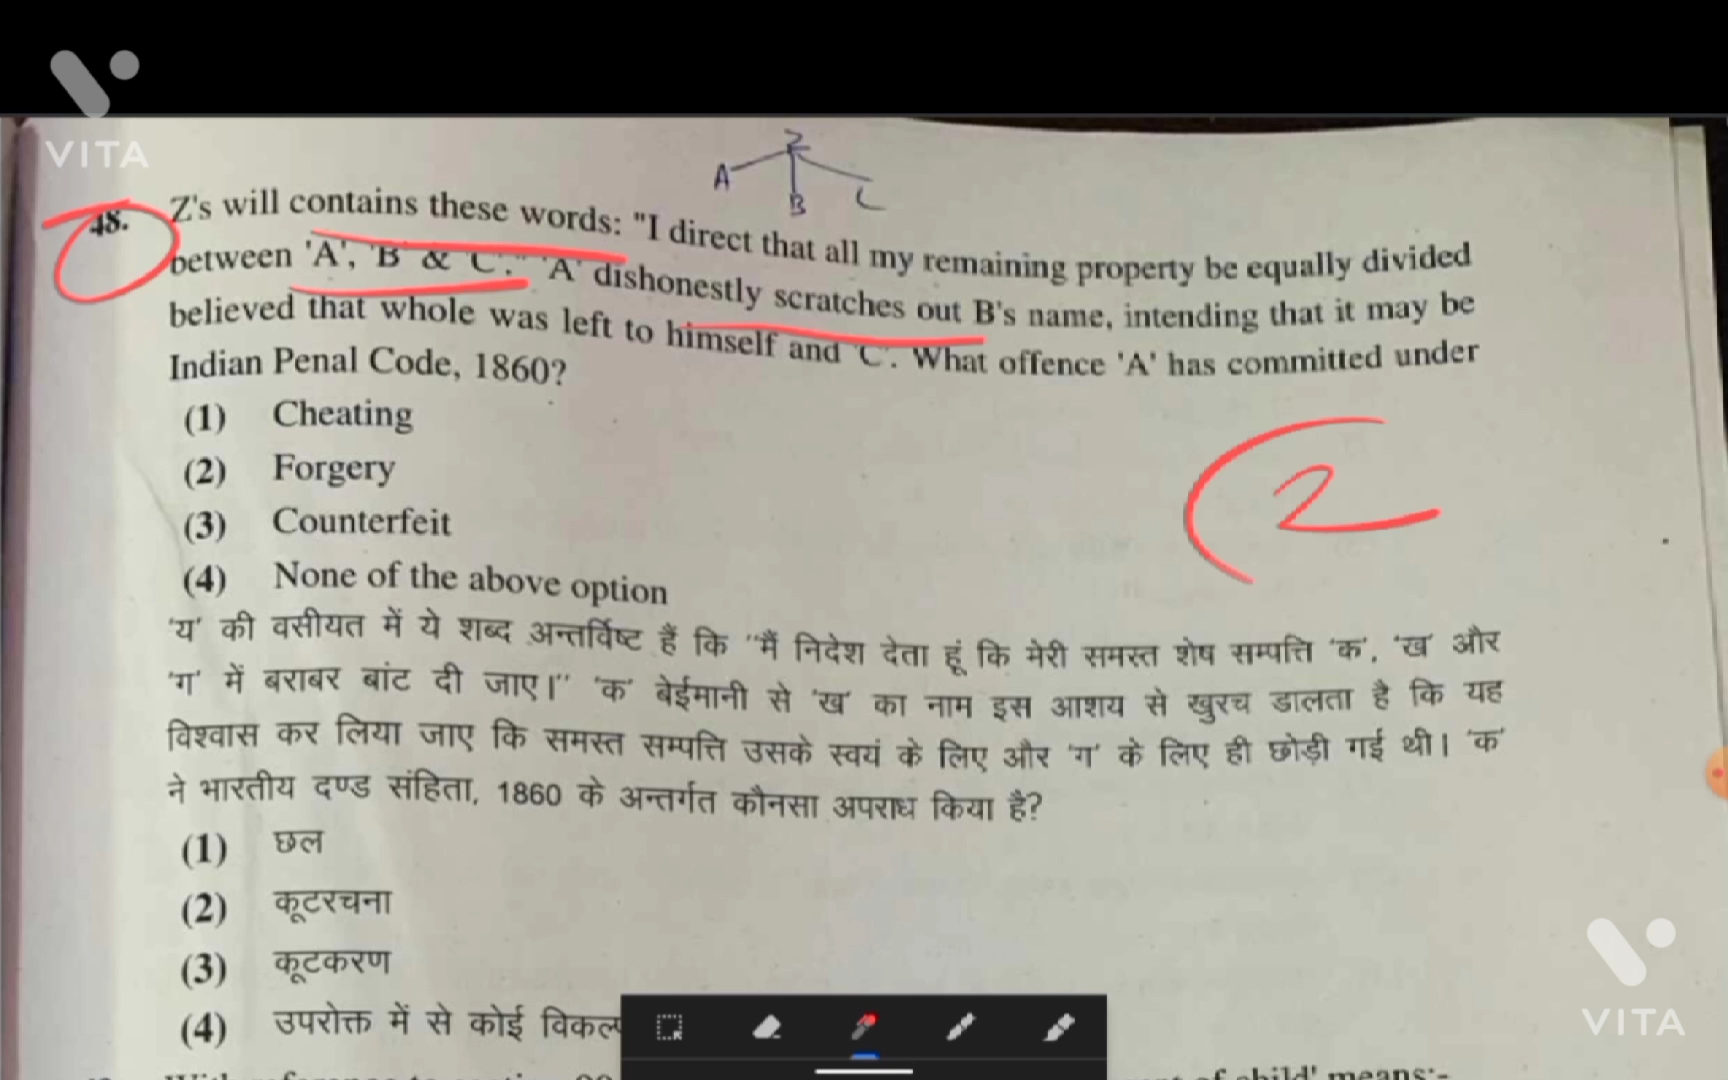 VITA
Z
A
B
C
48. Z's will contains these words: "I direct that all my remaining property be equally divided
between 'A', 'B' & 'C'." 'A' dishonestly scratches out B's name, intending that it may be
believed that whole was left to himself and 'C'. What offence 'A' has committed under
Indian Penal Code, 1860?
(1) Cheating
(2) Forgery
2
(3) Counterfeit
(4) None of the above option
'य' की वसीयत में ये शब्द अन्तर्विष्ट हैं कि "मैं निदेश देता हूं कि मेरी समस्त शेष सम्पत्ति 'क', 'ख' और
'ग' में बराबर बांट दी जाए।" 'क' बेईमानी से 'ख' का नाम इस आशय से खुरच डालता है कि यह
विश्वास कर लिया जाए कि समस्त सम्पत्ति उसके स्वयं के लिए और 'ग' के लिए ही छोड़ी गई थी। 'क'
ने भारतीय दण्ड संहिता, 1860 के अन्तर्गत कौनसा अपराध किया है?
(1) छल
(2) कूटरचना
(3) कूटकरण
(4) उपरोक्त में से कोई
VITA
child' means:-